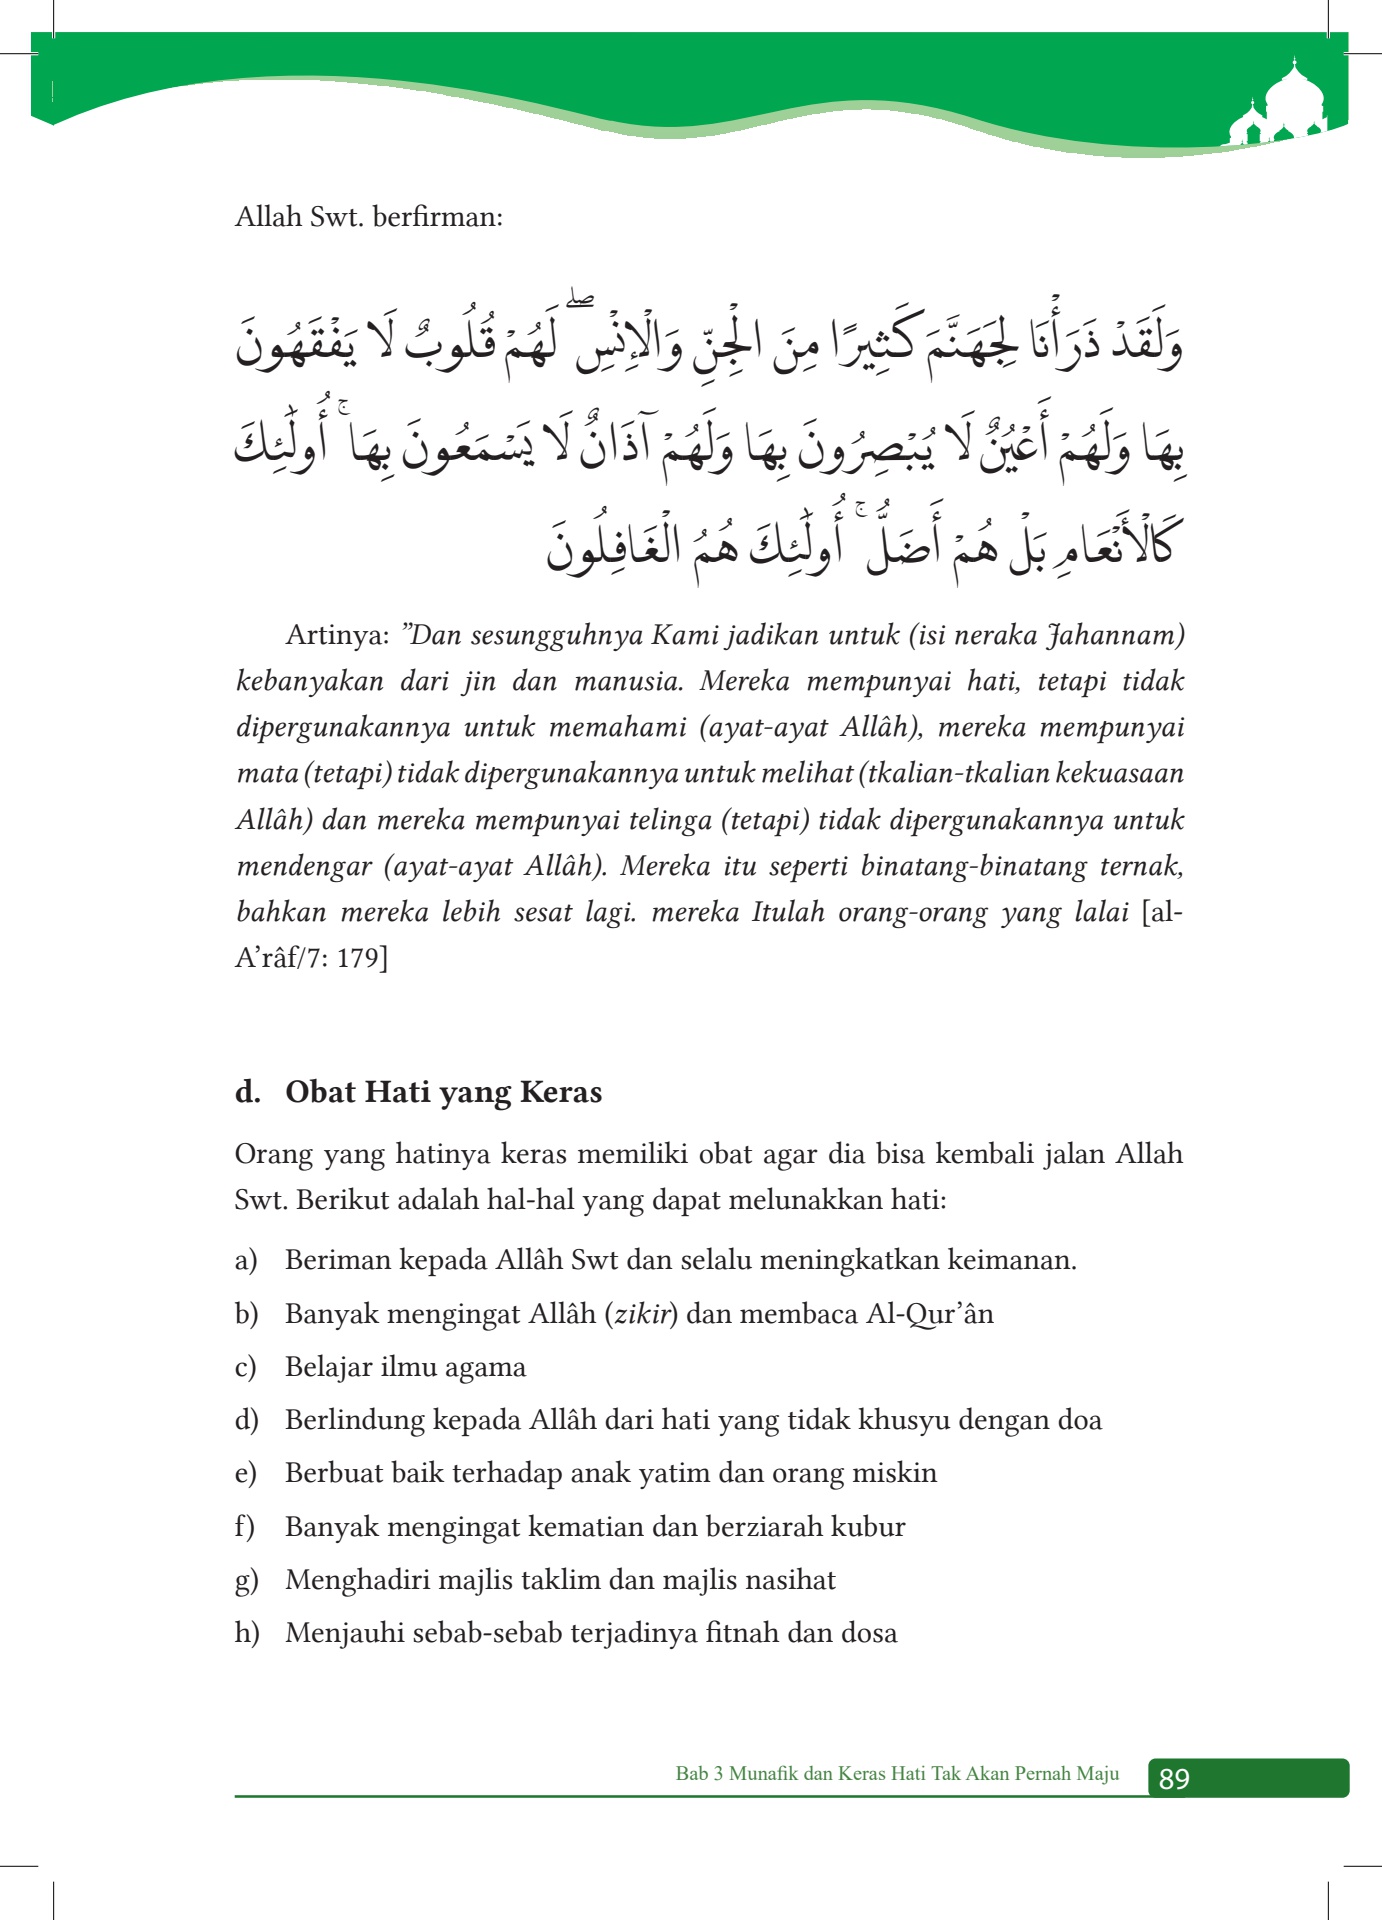 Allah Swt. berfirman:
وَلَقَدْ ذَرَأْنَا لِجَهَنَّمَ كَثِيرًا مِنَ الْجِنِّ وَالْإِنْسِ ۖ لَهُمْ قُلُوبٌ لَا يَفْقَهُونَ
بِهَا وَلَهُمْ أَعْيُنٌ لَا يُبْصِرُونَ بِهَا وَلَهُمْ آذَانٌ لَا يَسْمَعُونَ بِهَا ۚ أُولَٰئِكَ
كَالْأَنْعَامِ بَلْ هُمْ أَضَلُّ ۚ أُولَٰئِكَ هُمُ الْغَافِلُونَ
Artinya: ”Dan sesungguhnya Kami jadikan untuk (isi neraka Jahannam)
kebanyakan dari jin dan manusia. Mereka mempunyai hati, tetapi tidak
dipergunakannya untuk memahami (ayat-ayat Allâh), mereka mempunyai
mata (tetapi) tidak dipergunakannya untuk melihat (tkalian-tkalian kekuasaan
Allâh) dan mereka mempunyai telinga (tetapi) tidak dipergunakannya untuk
mendengar (ayat-ayat Allâh). Mereka itu seperti binatang-binatang ternak,
bahkan mereka lebih sesat lagi. mereka Itulah orang-orang yang lalai [al-
A’râf/7: 179]
d. Obat Hati yang Keras
Orang yang hatinya keras memiliki obat agar dia bisa kembali jalan Allah
Swt. Berikut adalah hal-hal yang dapat melunakkan hati:
a) Beriman kepada Allâh Swt dan selalu meningkatkan keimanan.
b) Banyak mengingat Allâh (zikir) dan membaca Al-Qur’ân
c) Belajar ilmu agama
d) Berlindung kepada Allâh dari hati yang tidak khusyu dengan doa
e) Berbuat baik terhadap anak yatim dan orang miskin
f) Banyak mengingat kematian dan berziarah kubur
g) Menghadiri majlis taklim dan majlis nasihat
h) Menjauhi sebab-sebab terjadinya fitnah dan dosa
Bab 3 Munafik dan Keras Hati Tak Akan Pernah Maju 89